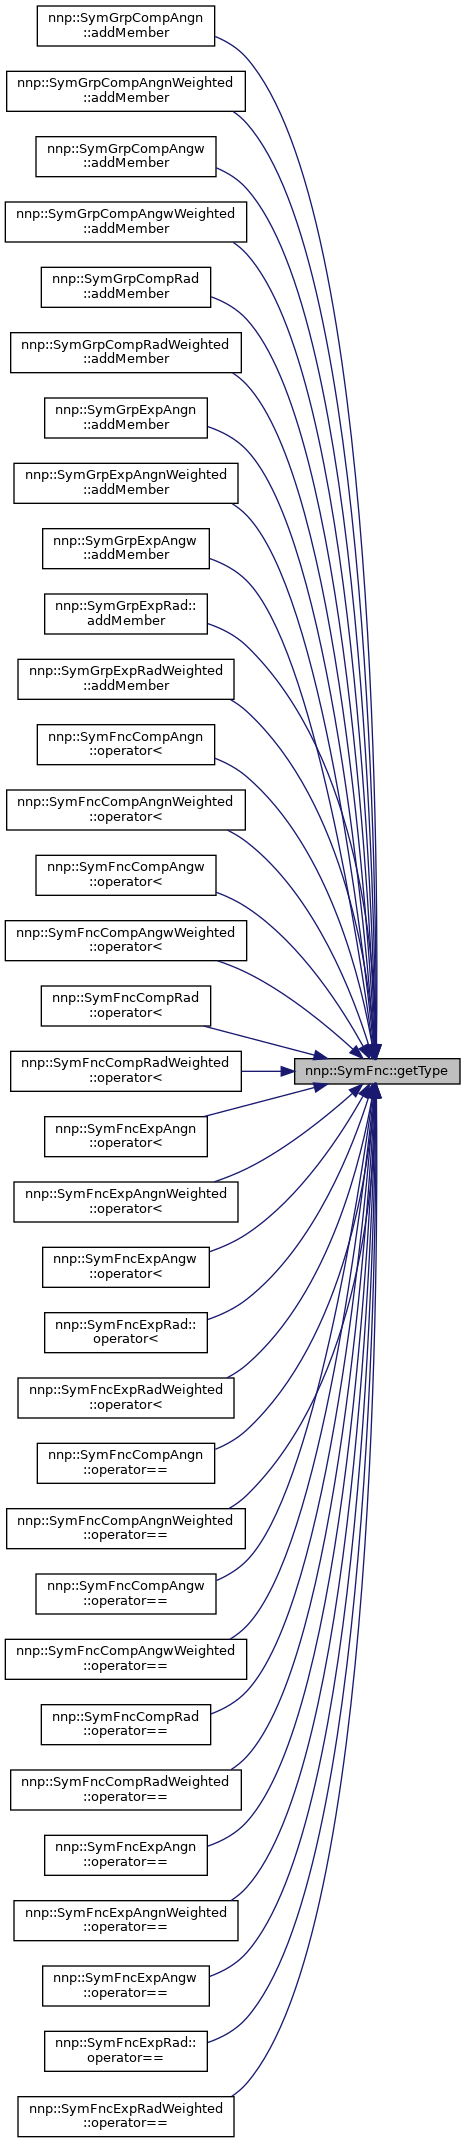 nnp::SymGrpCompAngn
::addMember
nnp::SymGrpCompAngnWeighted
::addMember
nnp::SymGrpCompAngw
::addMember
nnp::SymGrpCompAngwWeighted
::addMember
nnp::SymGrpCompRad
::addMember
nnp::SymGrpCompRadWeighted
::addMember
nnp::SymGrpExpAngn
::addMember
nnp::SymGrpExpAngnWeighted
::addMember
nnp::SymGrpExpAngw
::addMember
nnp::SymGrpExpRad::
addMember
nnp::SymGrpExpRadWeighted
::addMember
nnp::SymFncCompAngn
::operator<
nnp::SymFncCompAngnWeighted
::operator<
nnp::SymFncCompAngw
::operator<
nnp::SymFncCompAngwWeighted
::operator<
nnp::SymFncCompRad
::operator<
nnp::SymFncCompRadWeighted
::operator<
nnp::SymFnc::getType
nnp::SymFncExpAngn
::operator<
nnp::SymFncExpAngnWeighted
::operator<
nnp::SymFncExpAngw
::operator<
nnp::SymFncExpRad::
operator<
nnp::SymFncExpRadWeighted
::operator<
nnp::SymFncCompAngn
::operator==
nnp::SymFncCompAngnWeighted
::operator==
nnp::SymFncCompAngw
::operator==
nnp::SymFncCompAngwWeighted
::operator==
nnp::SymFncCompRad
::operator==
nnp::SymFncCompRadWeighted
::operator==
nnp::SymFncExpAngn
::operator==
nnp::SymFncExpAngnWeighted
::operator==
nnp::SymFncExpAngw
::operator==
nnp::SymFncExpRad::
operator==
nnp::SymFncExpRadWeighted
::operator==